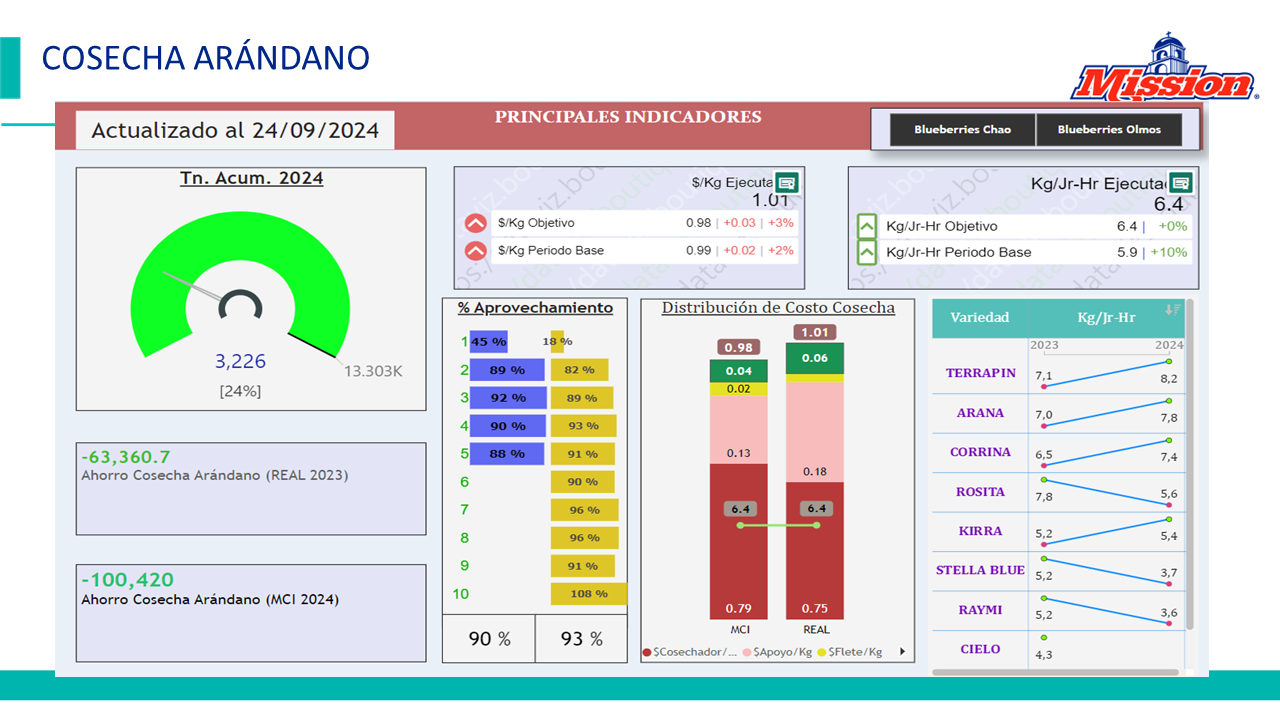 COSECHA ARÁNDANO
Mission
PRINCIPALES INDICADORES
Actualizado al 24/09/2024
Blueberries Chao
Blueberries Olmos
Tn. Acum. 2024
3,226
[24%]
13.303K
-63,360.7
Ahorro Cosecha Arándano (REAL 2023)
-100,420
Ahorro Cosecha Arándano (MCI 2024)
$/Kg Ejecuta
1.01
$/Kg Objetivo 0.98 | +0.03 | +3%
$/Kg Periodo Base 0.99 | +0.02 | +2%
Kg/Jr-Hr Ejecutad
6.4
Kg/Jr-Hr Objetivo 6.4 | +0%
Kg/Jr-Hr Periodo Base 5.9 | +10%
% Aprovechamiento
1 45 % 18 %
2 89 % 82 %
3 92 % 89 %
4 90 % 93 %
5 88 % 91 %
6 90 %
7 96 %
8 96 %
9 91 %
10 108 %
90 % 93 %
Distribución de Costo Cosecha
0.98 1.01
0.04 0.06
0.02
0.13 0.18
6.4 6.4
0.79 0.75
MCI REAL
$Cosechador/... $Apoyo/Kg $Flete/Kg
Variedad Kg/Jr-Hr
2023 2024
TERRAPIN 7,1 8,2
ARANA 7,0 7,8
CORRINA 6,5 7,4
ROSITA 7,8 5,6
KIRRA 5,2 5,4
STELLA BLUE 5,2 3,7
RAYMI 5,2 3,6
CIELO 4,3